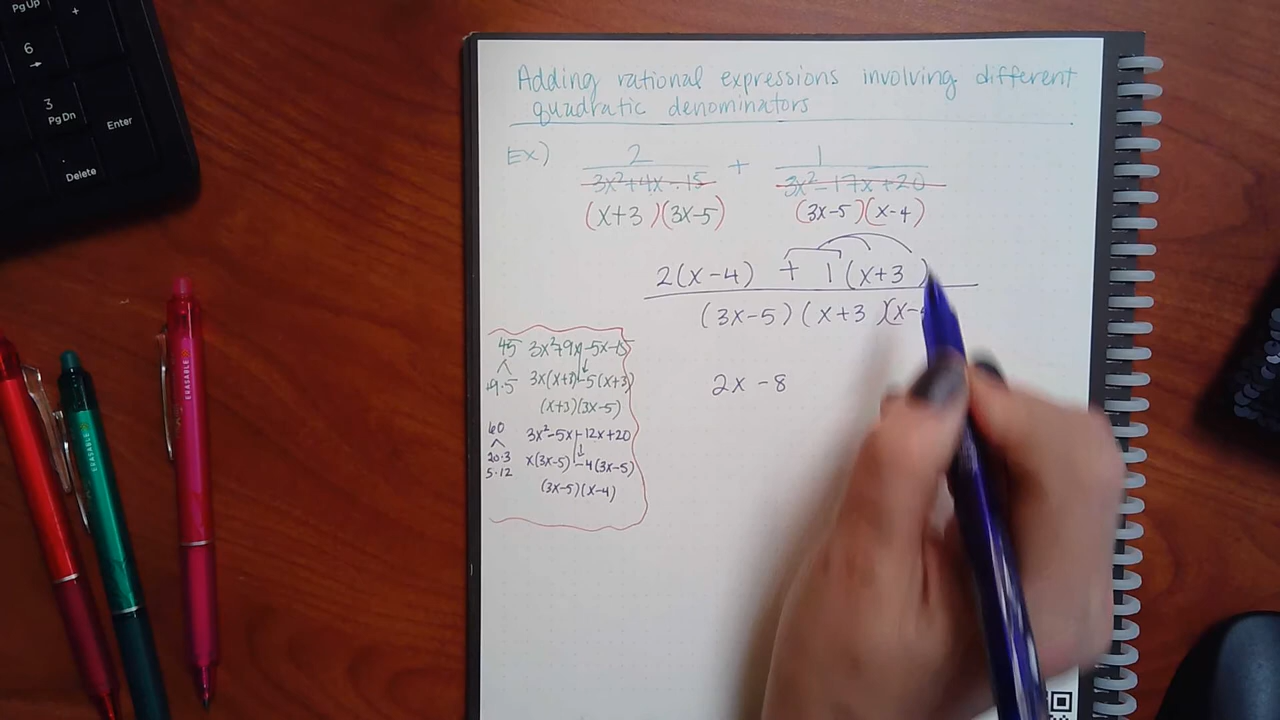 PgUp
+
6
3
PgDn
Enter
Delete
ERASABLE
ERASABLE
Adding rational expressions involving different
quadratic denominators
Ex) 2 + 1
3x²+4x-15 3x²-17x+20
(x+3)(3x-5) (3x-5)(x-4)
2(x-4) + 1(x+3)
(3x-5)(x+3)(x-
45 3x²+9x-5x-15
9·5 3x(x+3)-5(x+3)
(x+3)(3x-5)
2x-8
60 3x²-5x-12x+20
20·3 x(3x-5)-4(3x-5)
5·12
(3x-5)(x-4)